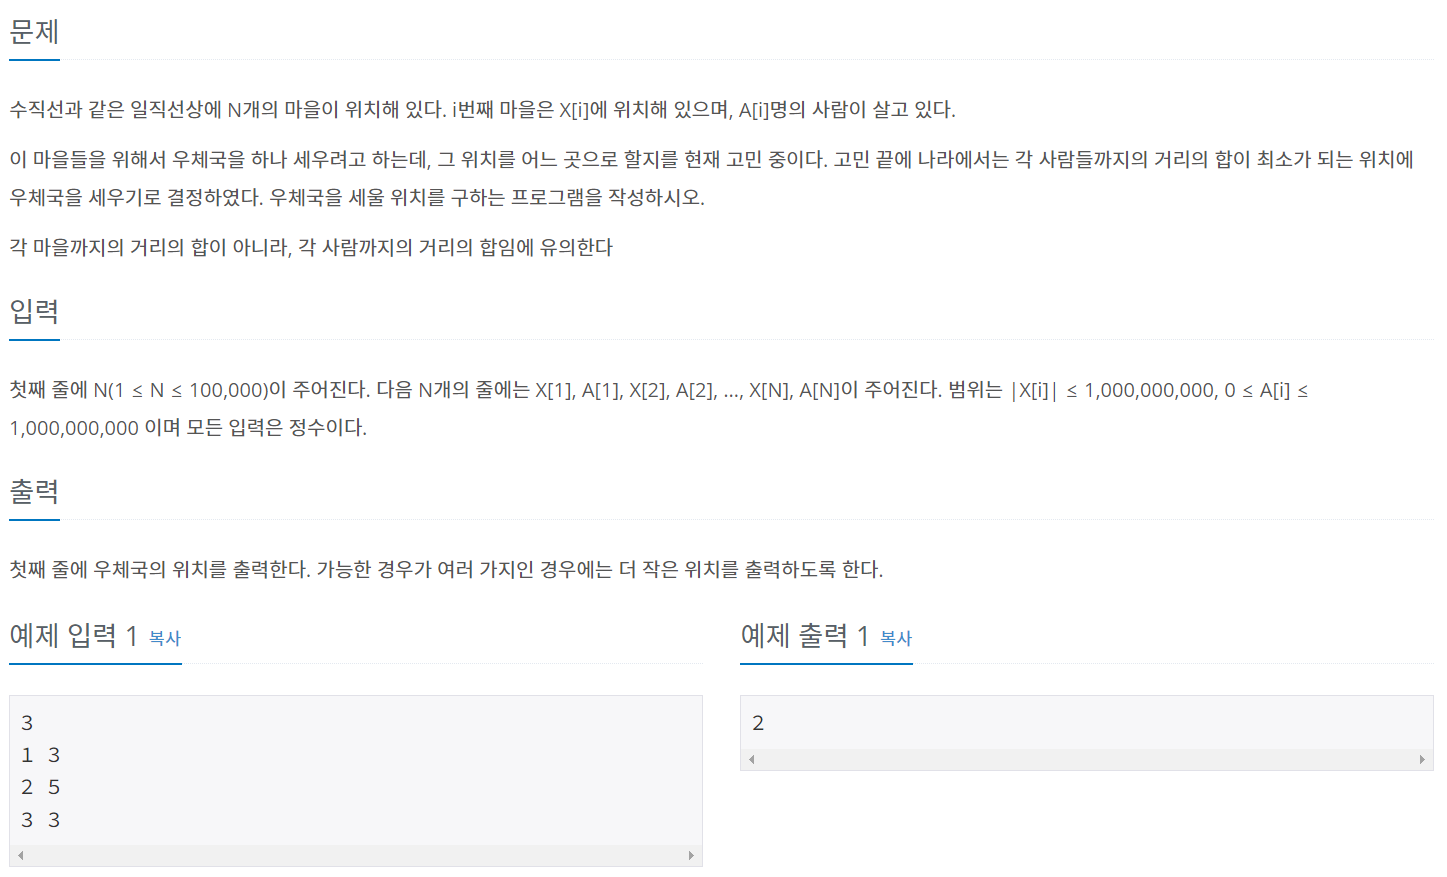 문제
수직선과 같은 일직선상에 N개의 마을이 위치해 있다. i번째 마을은 X[i]에 위치해 있으며, A[i]명의 사람이 살고 있다.
이 마을들을 위해서 우체국을 하나 세우려고 하는데, 그 위치를 어느 곳으로 할지를 현재 고민 중이다. 고민 끝에 나라에서는 각 사람들까지의 거리의 합이 최소가 되는 위치에
우체국을 세우기로 결정하였다. 우체국을 세울 위치를 구하는 프로그램을 작성하시오.
각 마을까지의 거리의 합이 아니라, 각 사람까지의 거리의 합임에 유의한다
입력
첫째 줄에 N(1 ≤ N ≤ 100,000)이 주어진다. 다음 N개의 줄에는 X[1], A[1], X[2], A[2], ..., X[N], A[N]이 주어진다. 범위는 |X[i]| ≤ 1,000,000,000, 0 ≤ A[i] ≤
1,000,000,000 이며 모든 입력은 정수이다.
출력
첫째 줄에 우체국의 위치를 출력한다. 가능한 경우가 여러 가지인 경우에는 더 작은 위치를 출력하도록 한다.
예제 입력 1 복사
3
1 3
2 5
3 3
예제 출력 1 복사
2